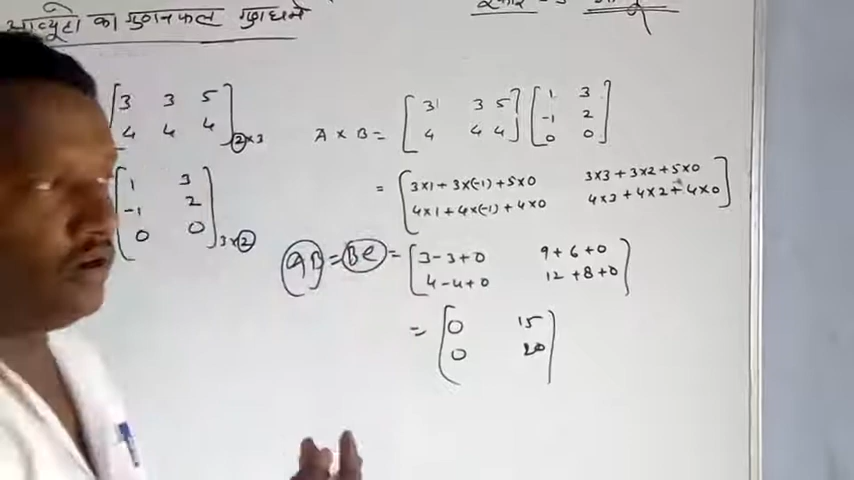 आव्यूहों का गुणनफल
3 3 5
4 4 4 2×3
1 3
-1 2
0 0 3×2
A × B = [3 3 5 4 4 4] [1 3 -1 2 0 0]
= [3×1+3×(-1)+5×0 3×3+3×2+5×0
4×1+4×(-1)+4×0 4×3+4×2+4×0]
AB = BC = [3-3+0 9+6+0
4-4+0 12+8+0]
= [0 15
0 20]